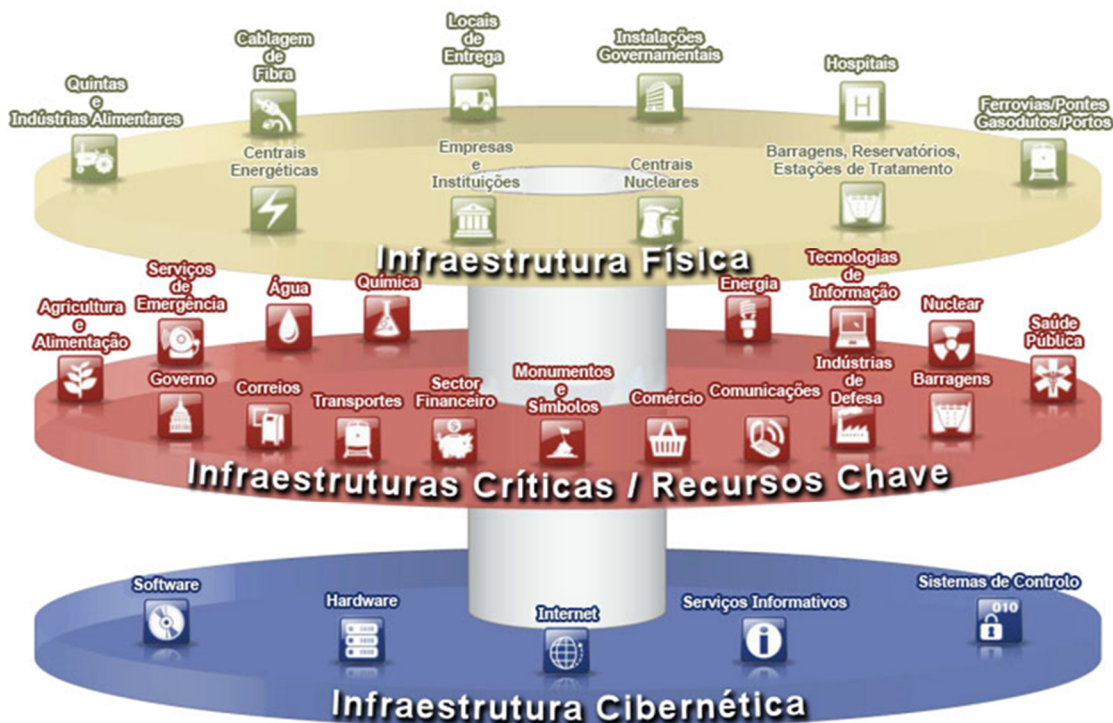 Quintas
e
Indústrias Alimentares
Cablagem
de
Fibra
Locais
de
Entrega
Instalações
Governamentais
Hospitais
Ferrovias/Pontes
Gasodutos/Portos
H
Centrais
Energéticas
Empresas
e
Instituições
Centrais
Nucleares
Barragens, Reservatórios,
Estações de Tratamento
Infraestrutura Física
Agricultura
e
Alimentação
Serviços
de
Emergência
Água
Química
Energia
Tecnologias
de
Informação
Nuclear
Saúde
Pública
Governo
Correios
Transportes
Sector
Financeiro
Monumentos
e
Símbolos
Comércio
Comunicações
Indústrias
de
Defesa
Barragens
Infraestruturas Críticas / Recursos Chave
Software
Hardware
Internet
Serviços Informativos
Sistemas de Controlo
010
Infraestrutura Cibernética